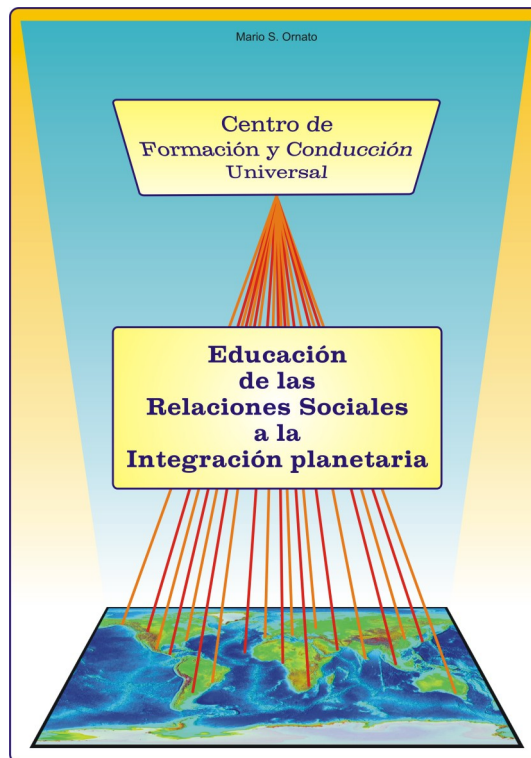 Mario S. Ornato
Centro de
Formación y Conducción
Universal
Educación
de las
Relaciones Sociales
a la
Integración planetaria